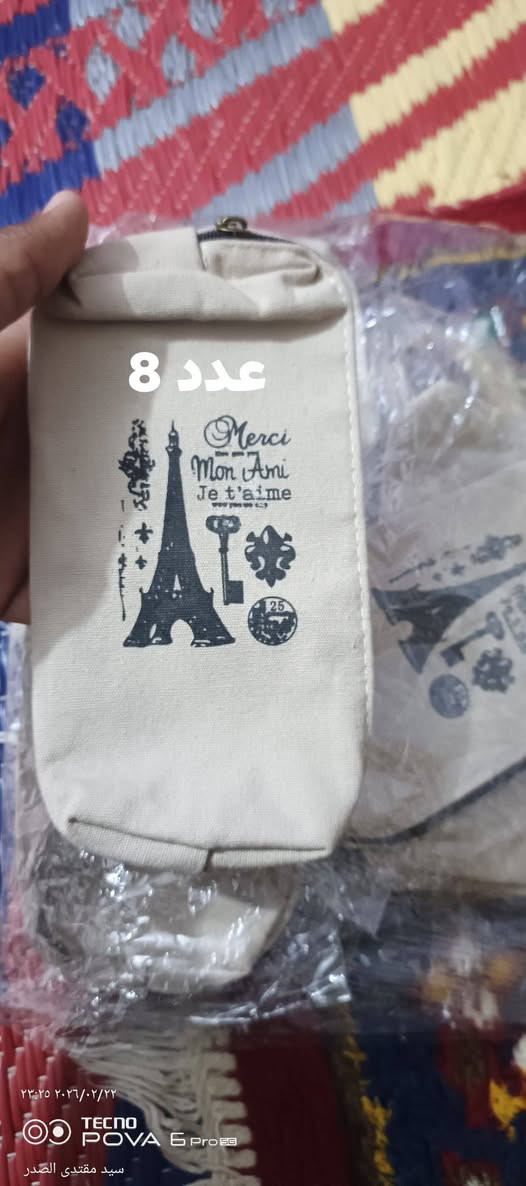 عدد 8
Merci
Mon Ami
Je t'aime
25
٢٣:٢٥ ٢٠٢٦/٠٢/٢٢
TECNO
POVA 6 Pro 5G
سيد مقتدى الصدر